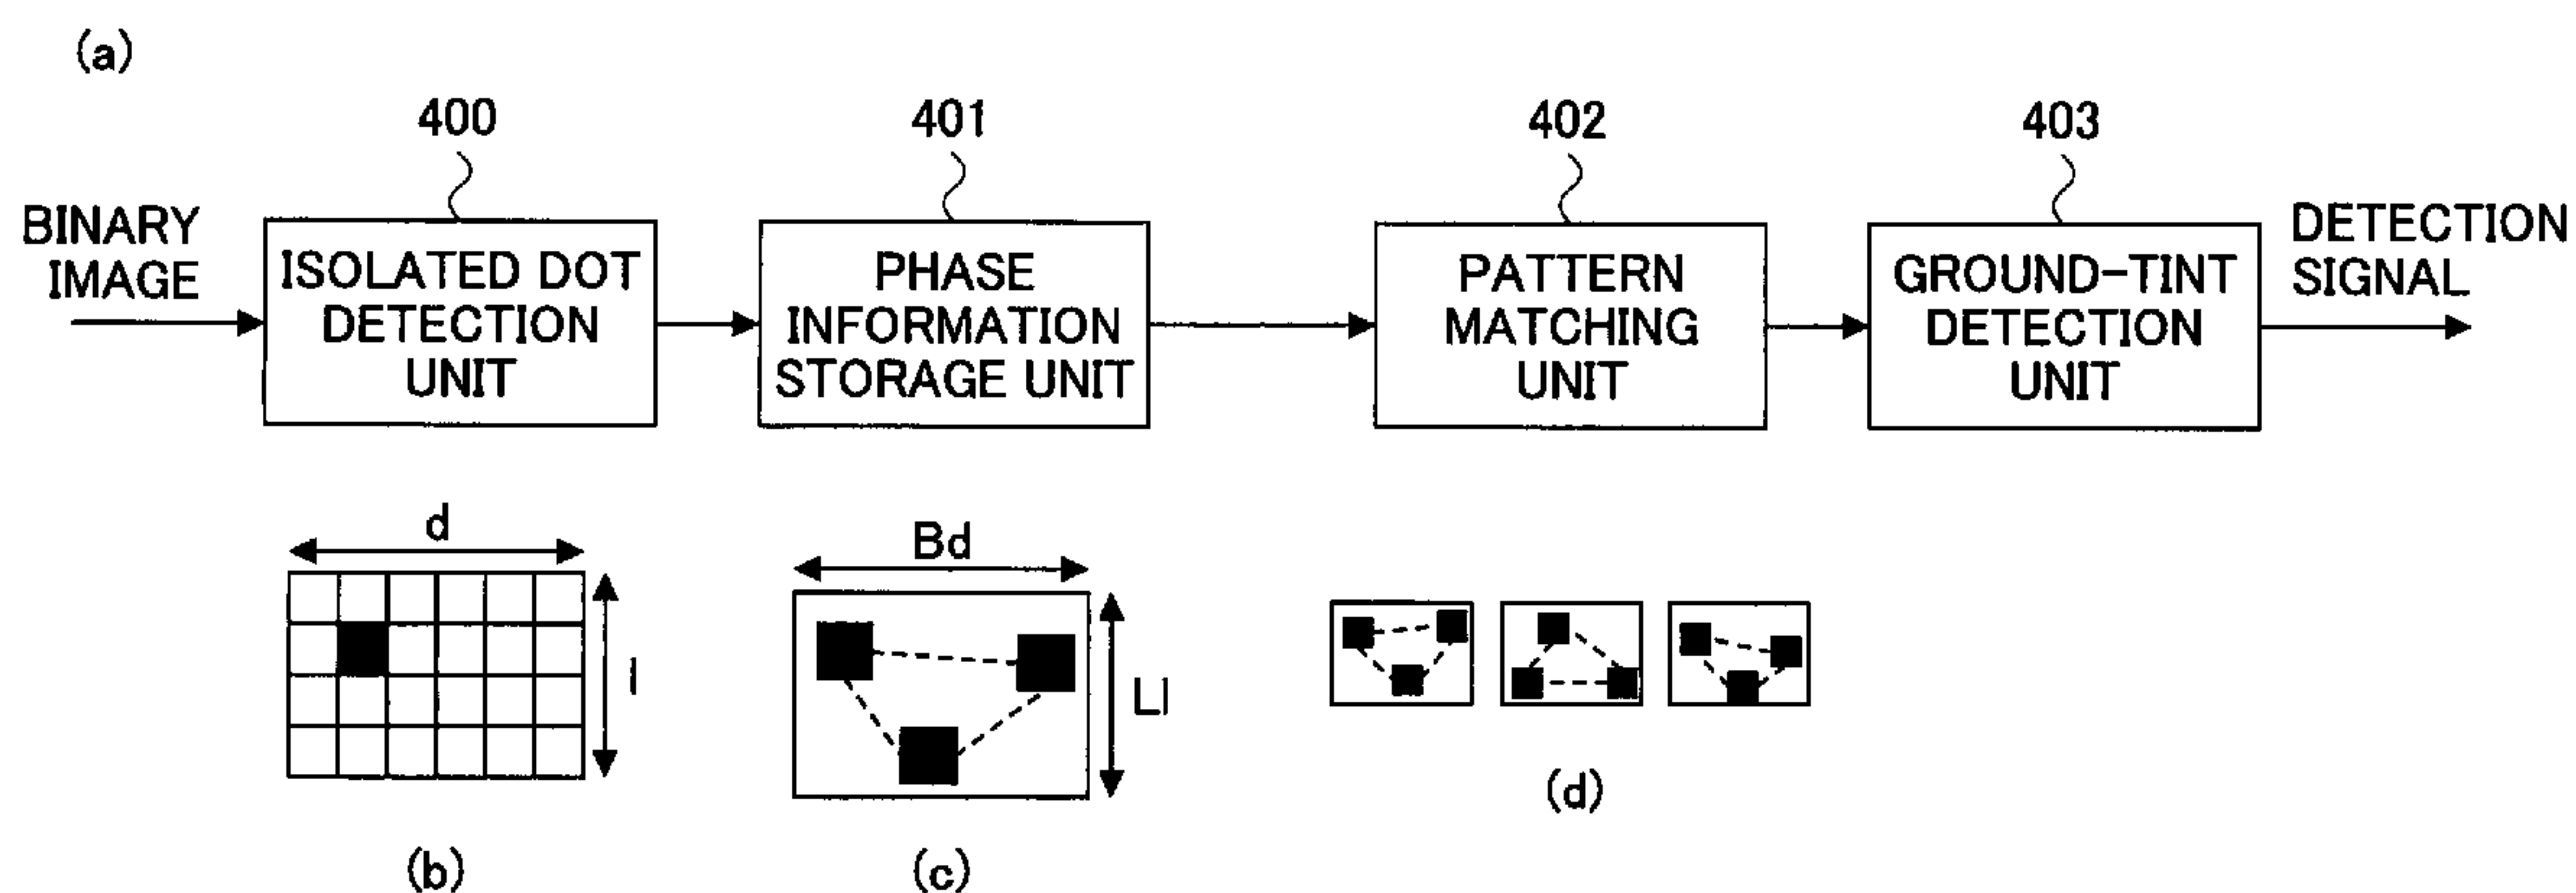 (a)
400
401
402
403
BINARY
IMAGE
ISOLATED DOT
DETECTION
UNIT
PHASE
INFORMATION
STORAGE UNIT
PATTERN
MATCHING
UNIT
GROUND-TINT
DETECTION
UNIT
DETECTION
SIGNAL
d
l
(b)
Bd
Ll
(c)
(d)